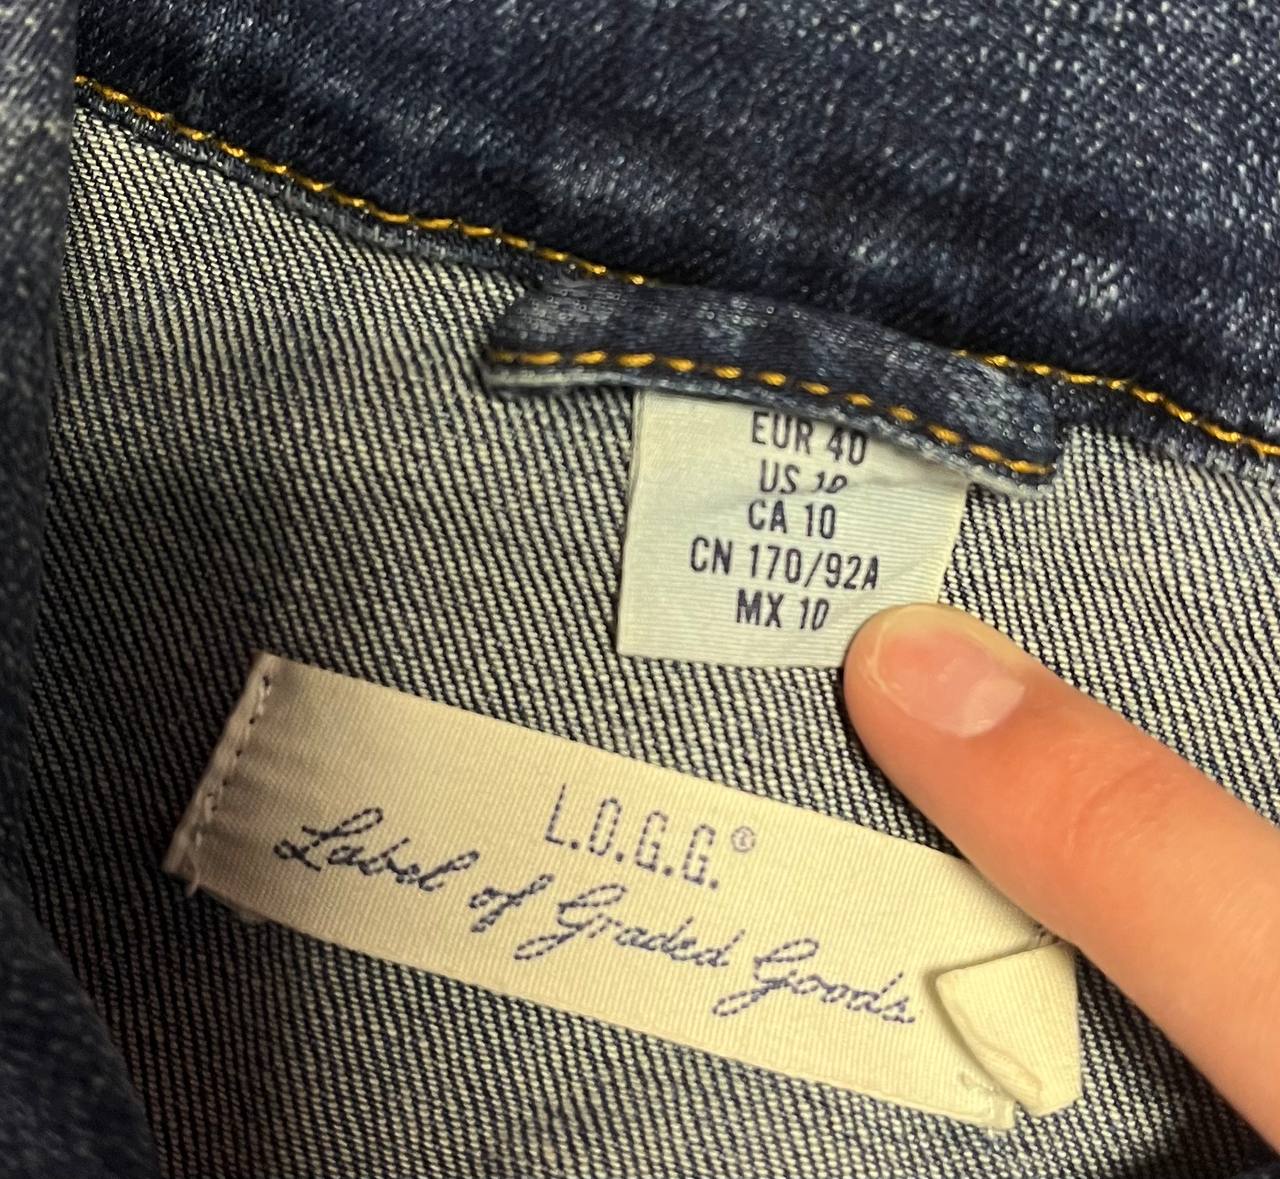 EUR 40
US 10
CA 10
CN 170/92A
MX 10
L.O.G.G.®
Label of Graded Goods